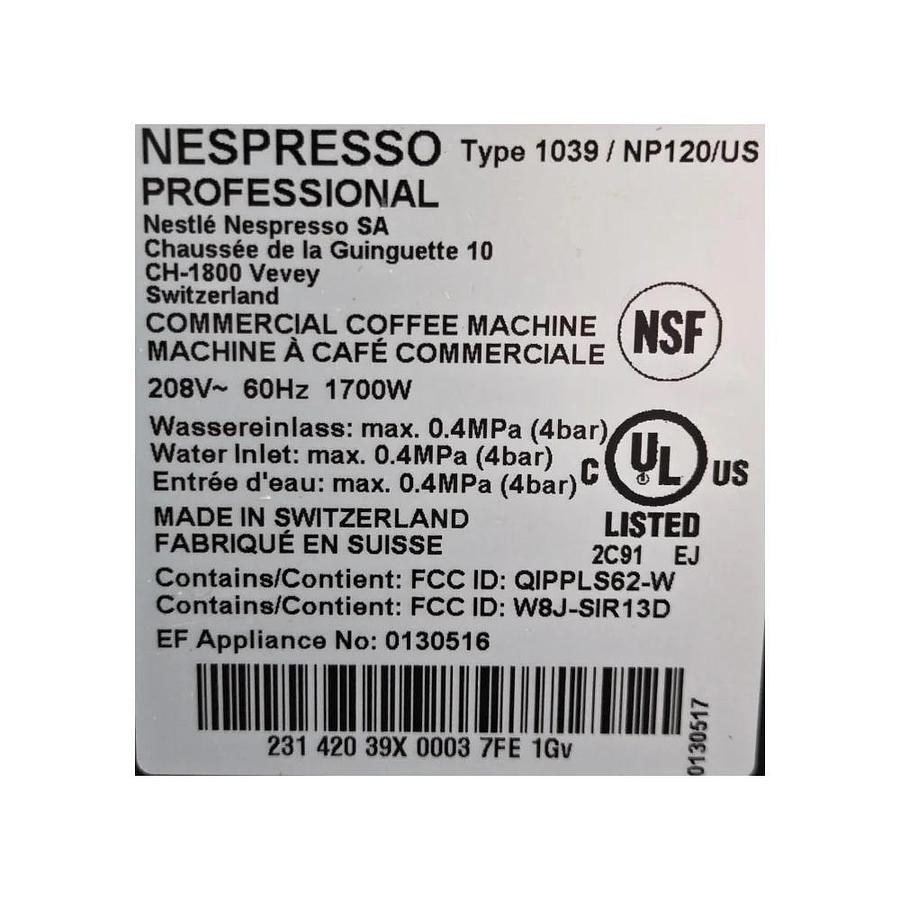 NESPRESSO Type 1039 / NP120/US
PROFESSIONAL
Nestlé Nespresso SA
Chaussée de la Guinguette 10
CH-1800 Vevey
Switzerland
COMMERCIAL COFFEE MACHINE
MACHINE À CAFÉ COMMERCIALE
NSF
208V~ 60Hz 1700W
Wassereinlass: max. 0.4MPa (4bar)
Water Inlet: max. 0.4MPa (4bar)
Entrée d'eau: max. 0.4MPa (4bar)
C UL US
LISTED
2C91 EJ
MADE IN SWITZERLAND
FABRIQUÉ EN SUISSE
Contains/Contient: FCC ID: QIPPLS62-W
Contains/Contient: FCC ID: W8J-SIR13D
EF Appliance No: 0130516
231 420 39X 0003 7FE 1Gv
0130517